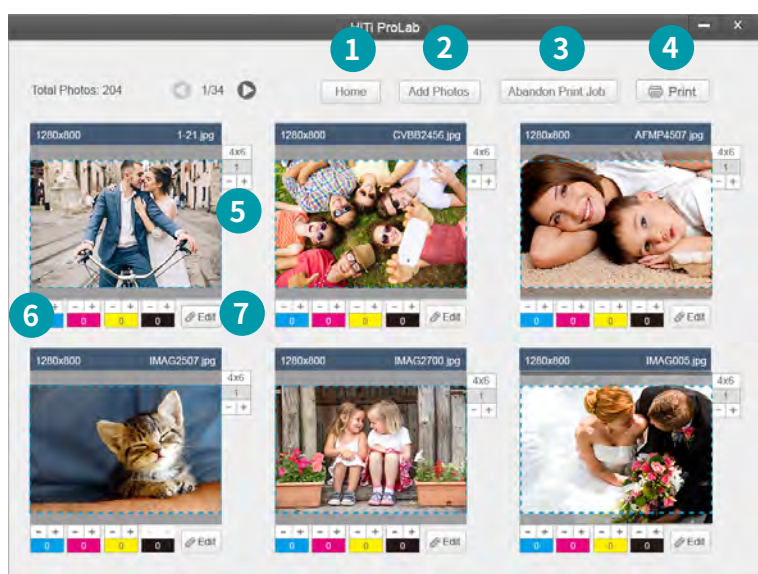 HiTi ProLab
1 2 3 4
Total Photos: 204 1/34 Home Add Photos Abandon Print Job Print
1280x800 1-21.jpg 1280x800 CVBB2456.jpg 1280x800 AFMP4507.jpg
4x6 4x6 4x6
1 1 1
- + - + - +
5
6 + - + - + 7 - + - + - + - + - + - + - + - +
0 0 0 Edit 0 0 0 0 Edit 0 0 0 0 Edit
1280x800 IMAG2507.jpg 1280x800 IMAG2700.jpg 1280x800 IMAG005.jpg
4x6 4x6 4x6
1 1 1
- + - + - +
- + - + - + - + - + - + - + - + - + - + - + - +
0 0 0 0 Edit 0 0 0 0 Edit 0 0 0 0 Edit